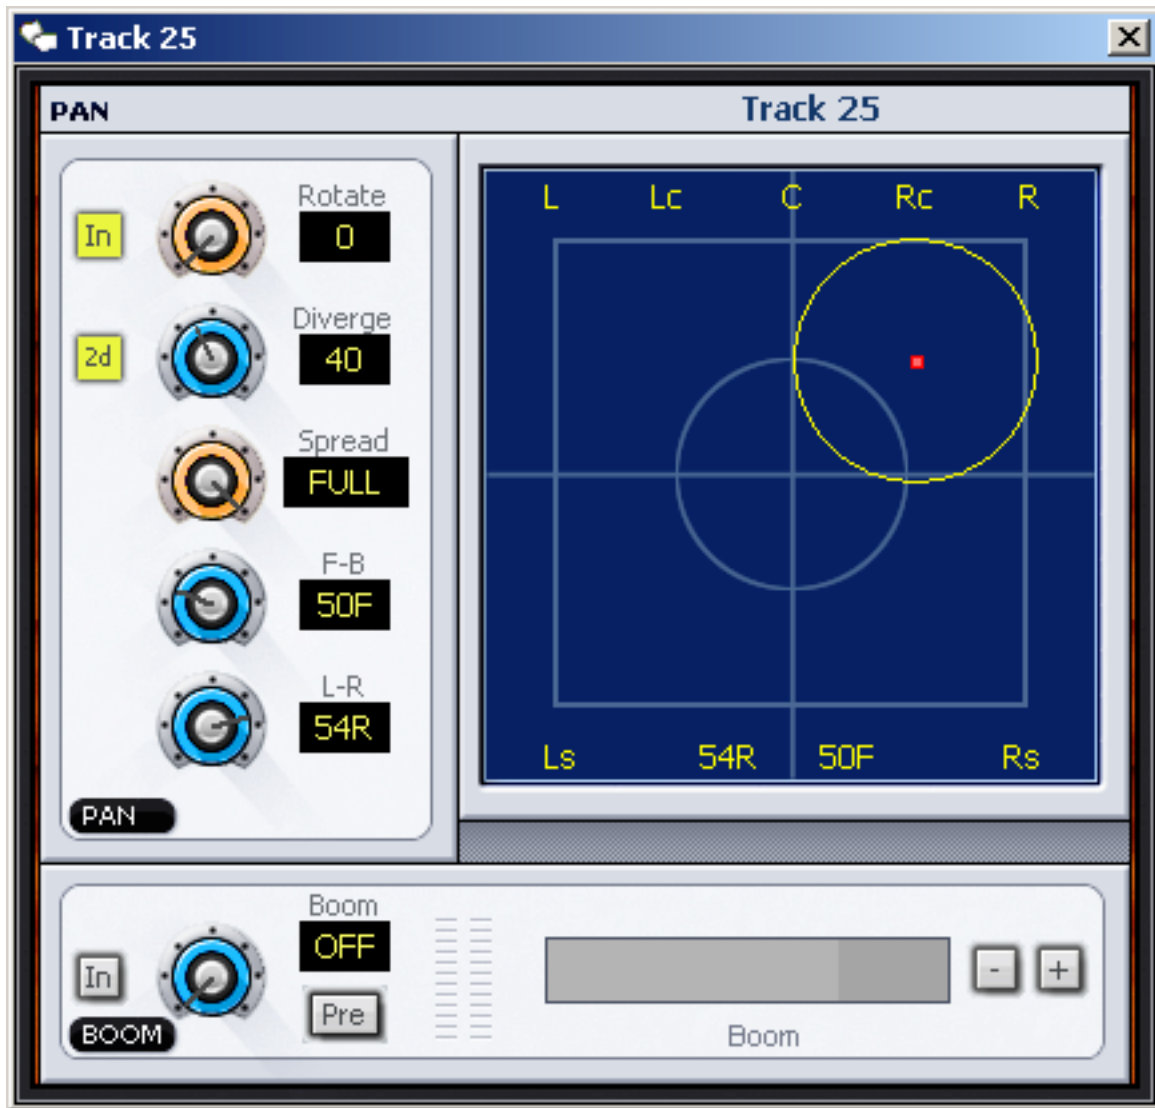 Track 25
PAN
Track 25
In
Rotate
0
2d
Diverge
40
Spread
FULL
F-B
50F
L-R
54R
PAN
L Lc C Rc R
Ls 54R 50F Rs
In
BOOM
Boom
OFF
Pre
Boom
- +